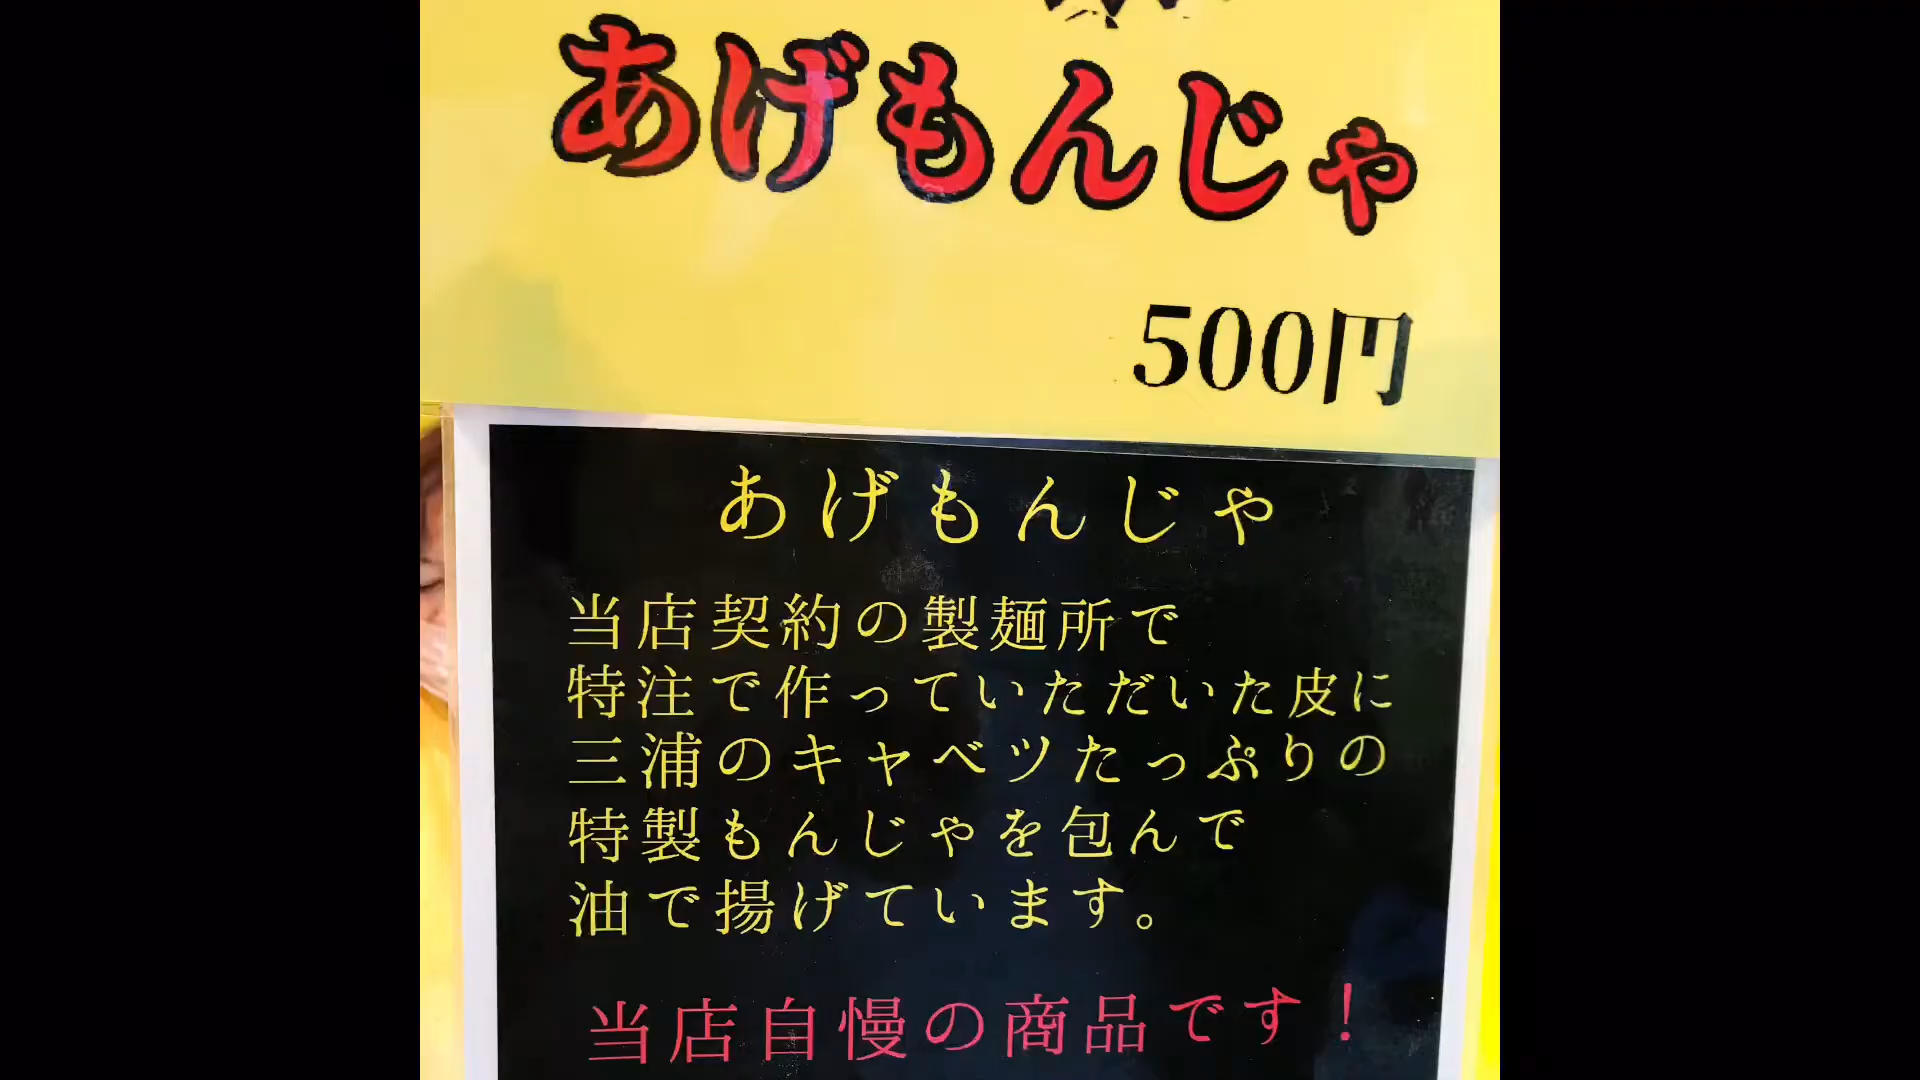 あげもんじゃ
500円
あげもんじゃ
当店契約の製麺所で
特注で作っていただいた皮に
三浦のキャベツたっぷりの
特製もんじゃを包んで
油で揚げています。
当店自慢の商品です！